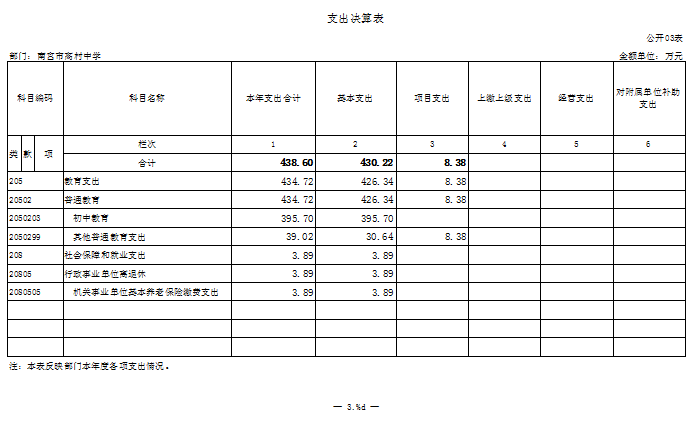 支出决算表
公开03表
部门：南宫市高村中学 金额单位：万元
科目编码 科目名称 本年支出合计 基本支出 项目支出 上缴上级支出 经营支出 对附属单位补助支出
类 款 项 栏次 1 2 3 4 5 6
合计 438.60 430.22 8.38
205 教育支出 434.72 426.34 8.38
20502 普通教育 434.72 426.34 8.38
2050203 初中教育 395.70 395.70
2050299 其他普通教育支出 39.02 30.64 8.38
208 社会保障和就业支出 3.89 3.89
20805 行政事业单位离退休 3.89 3.89
2080505 机关事业单位基本养老保险缴费支出 3.89 3.89
注：本表反映部门本年度各项支出情况。
— 3.%d —